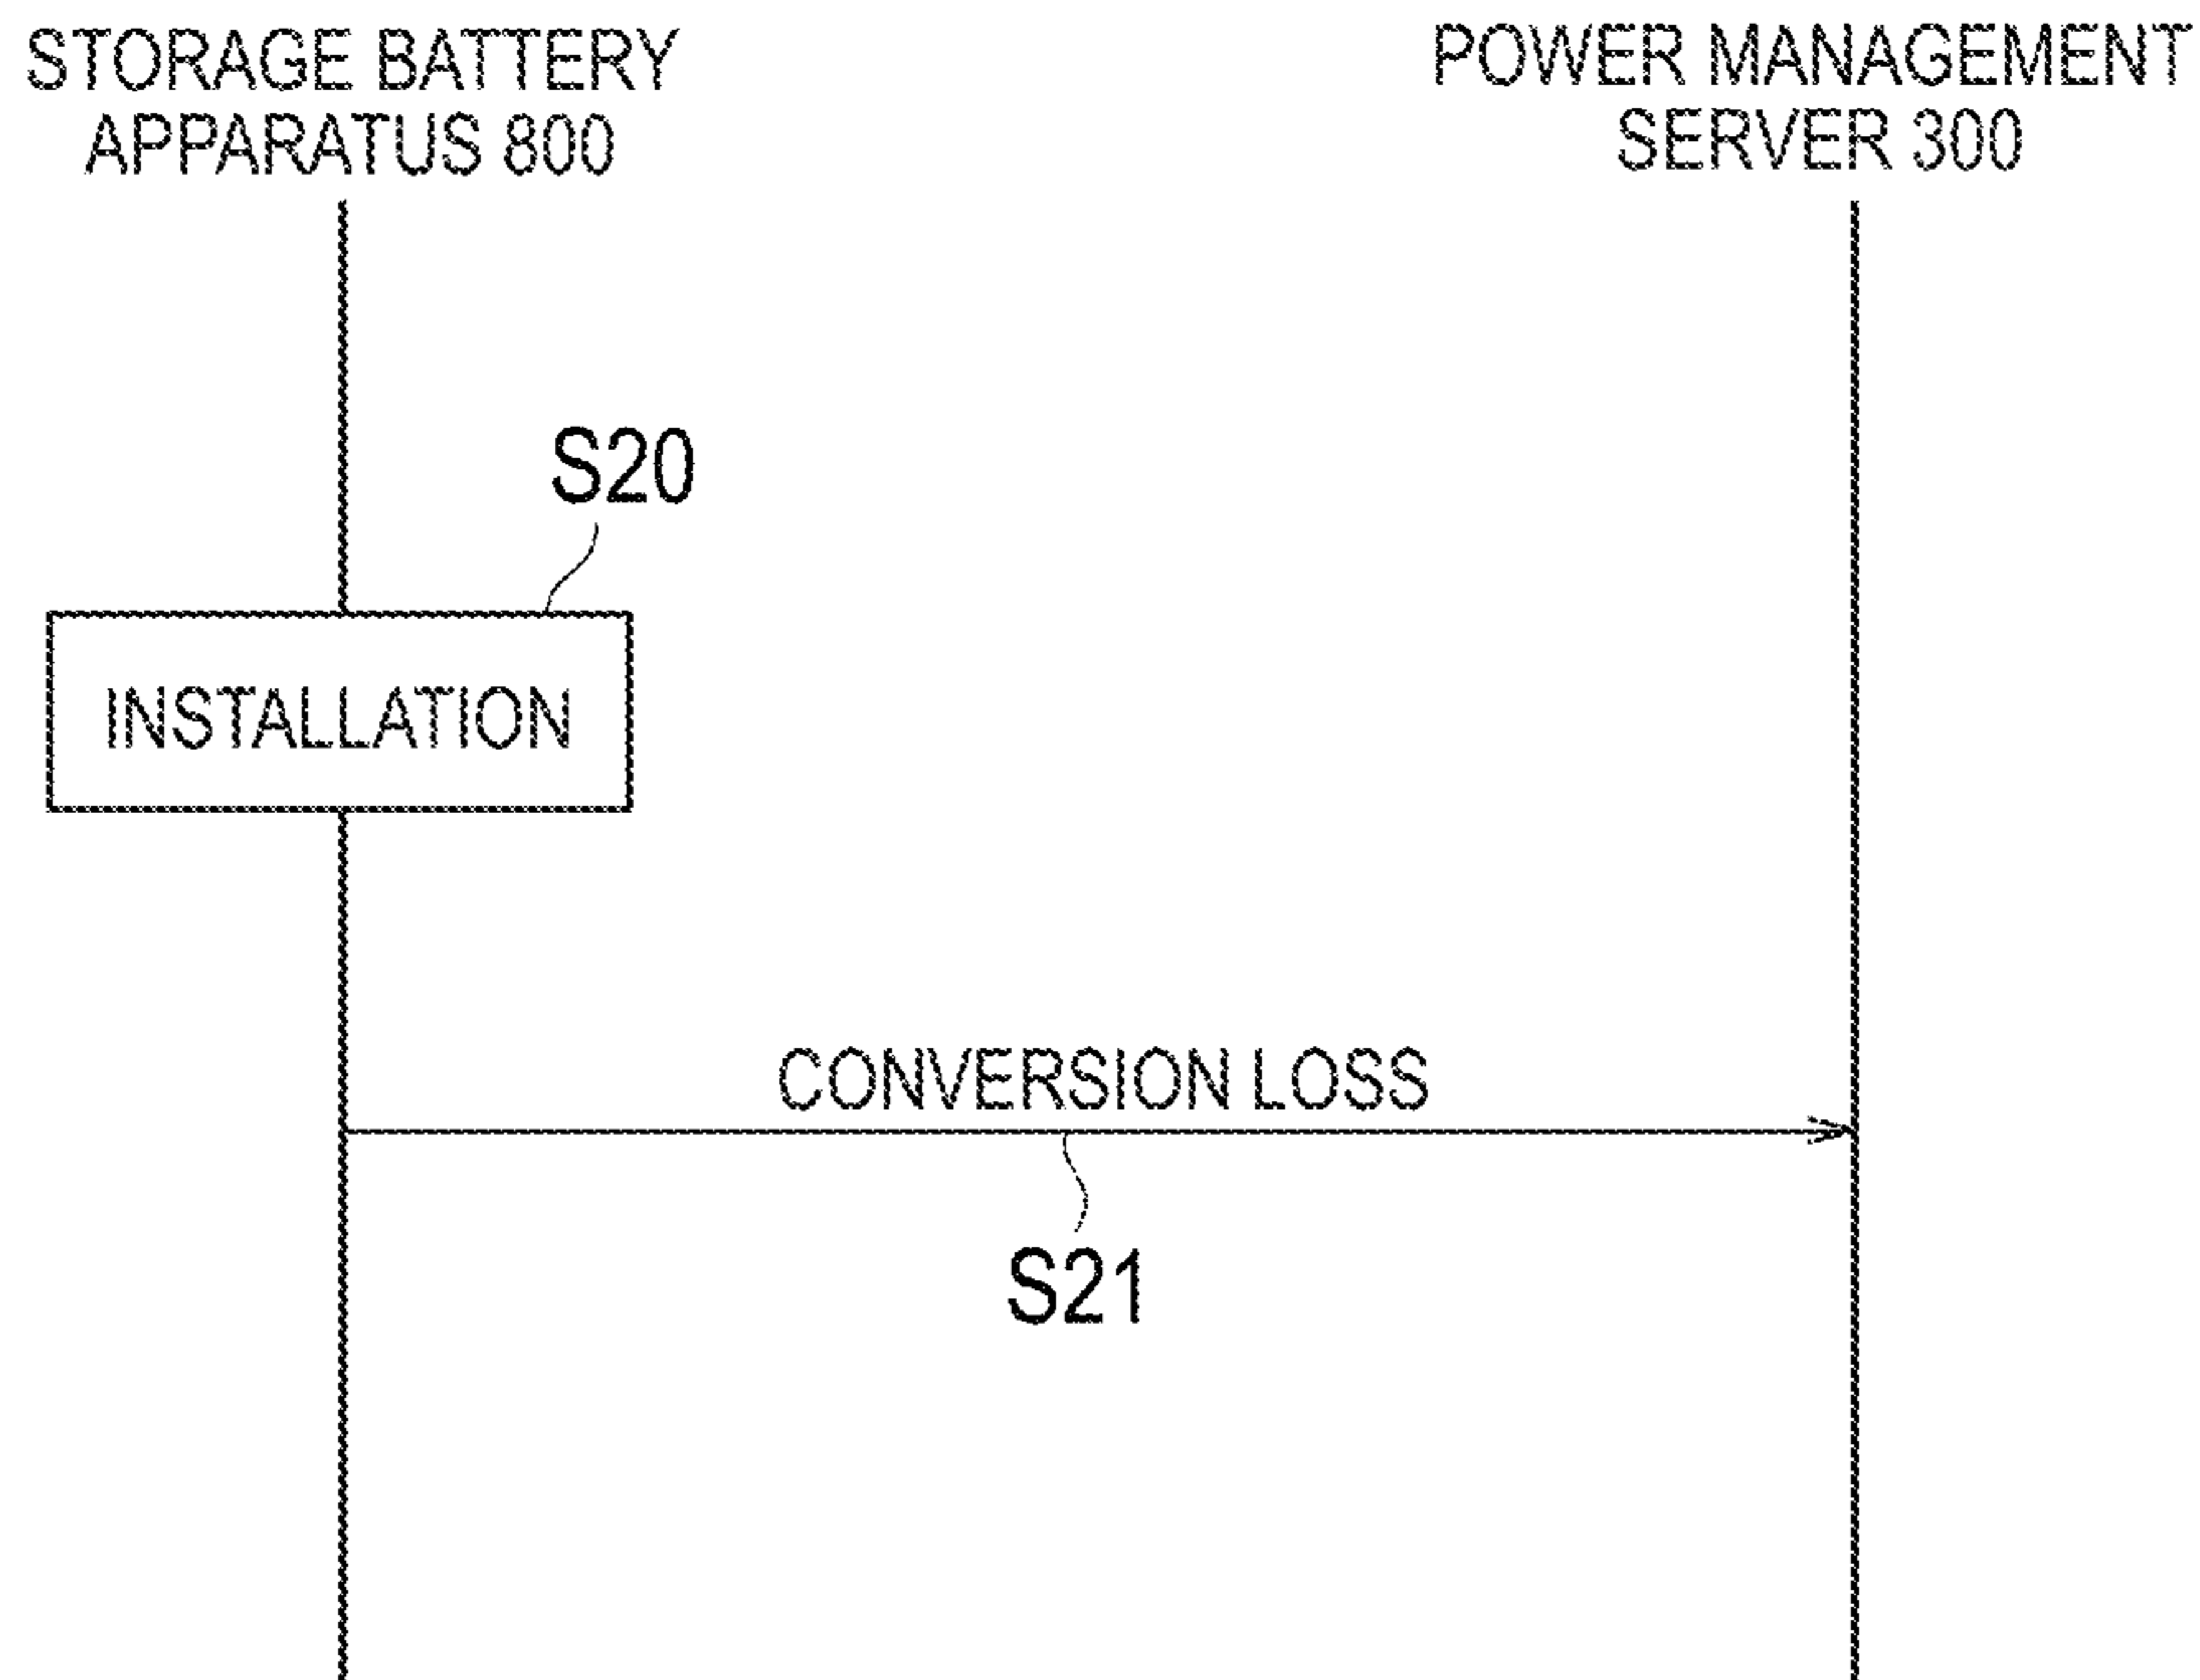 STORAGE BATTERY
APPARATUS 800
POWER MANAGEMENT
SERVER 300
S20
INSTALLATION
CONVERSION LOSS
S21